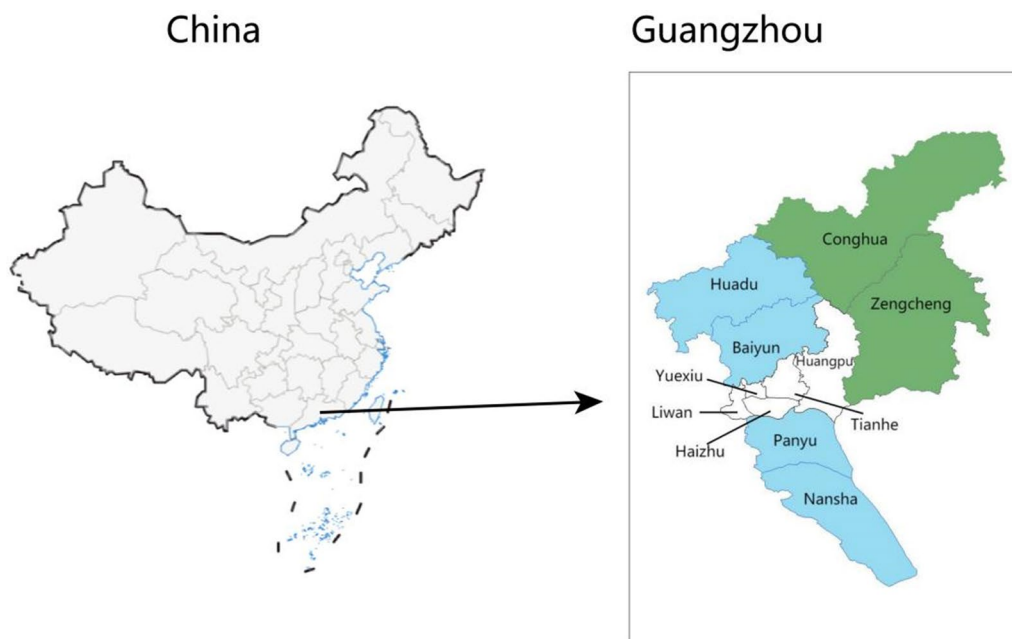 China
Guangzhou
Conghua
Huadu
Zengcheng
Baiyun
Huangpu
Yuexiu
Liwan
Tianhe
Haizhu
Panyu
Nansha